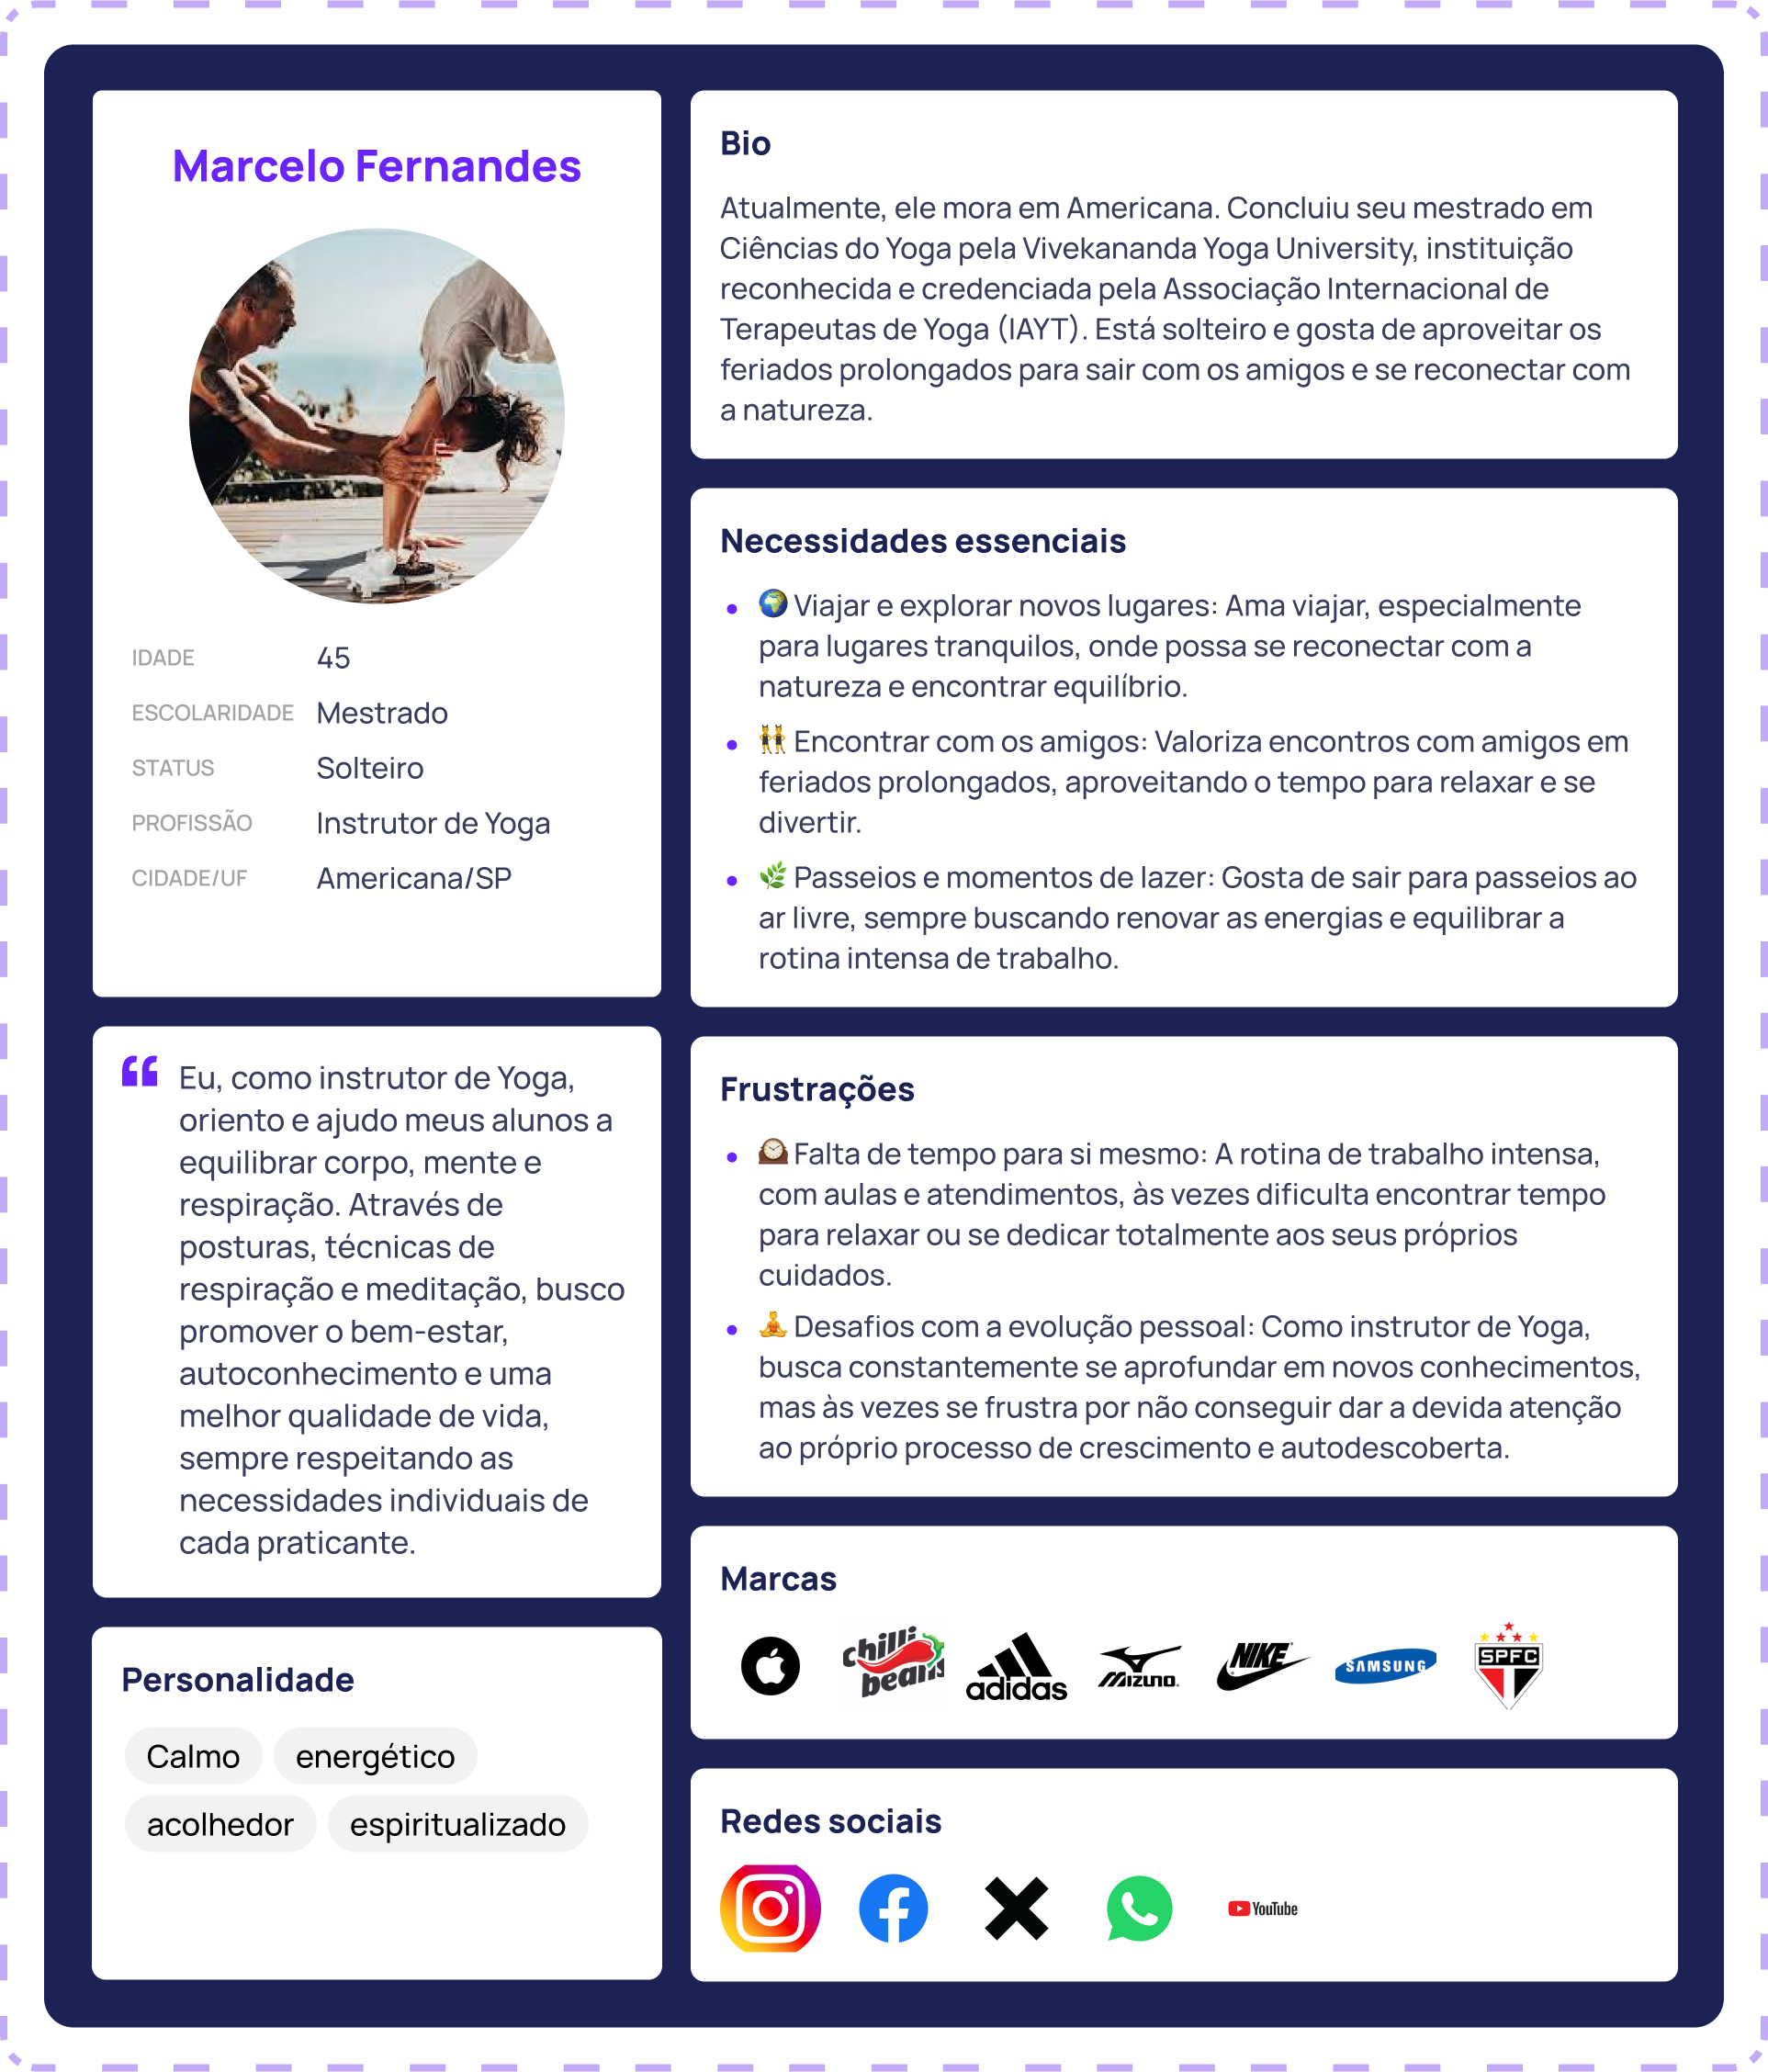 Marcelo Fernandes
IDADE 45
ESCOLARIDADE Mestrado
STATUS Solteiro
PROFISSÃO Instrutor de Yoga
CIDADE/UF Americana/SP
Eu, como instrutor de Yoga,
oriento e ajudo meus alunos a
equilibrar corpo, mente e
respiração. Através de
posturas, técnicas de
respiração e meditação, busco
promover o bem-estar,
autoconhecimento e uma
melhor qualidade de vida,
sempre respeitando as
necessidades individuais de
cada praticante.
Personalidade
Calmo energético
acolhedor espiritualizado
Bio
Atualmente, ele mora em Americana. Concluiu seu mestrado em
Ciências do Yoga pela Vivekananda Yoga University, instituição
reconhecida e credenciada pela Associação Internacional de
Terapeutas de Yoga (IAYT). Está solteiro e gosta de aproveitar os
feriados prolongados para sair com os amigos e se reconectar com
a natureza.
Necessidades essenciais
• 🌍 Viajar e explorar novos lugares: Ama viajar, especialmente
para lugares tranquilos, onde possa se reconectar com a
natureza e encontrar equilíbrio.
• 👯 Encontrar com os amigos: Valoriza encontros com amigos em
feriados prolongados, aproveitando o tempo para relaxar e se
divertir.
• 🌿 Passeios e momentos de lazer: Gosta de sair para passeios ao
ar livre, sempre buscando renovar as energias e equilibrar a
rotina intensa de trabalho.
Frustrações
• 🕰️ Falta de tempo para si mesmo: A rotina de trabalho intensa,
com aulas e atendimentos, às vezes dificulta encontrar tempo
para relaxar ou se dedicar totalmente aos seus próprios
cuidados.
• 🧘 Desafios com a evolução pessoal: Como instrutor de Yoga,
busca constantemente se aprofundar em novos conhecimentos,
mas às vezes se frustra por não conseguir dar a devida atenção
ao próprio processo de crescimento e autodescoberta.
Marcas
chilli
beans
adidas
MIZUNO
NIKE
SAMSUNG
SPFC
Redes sociais
YouTube